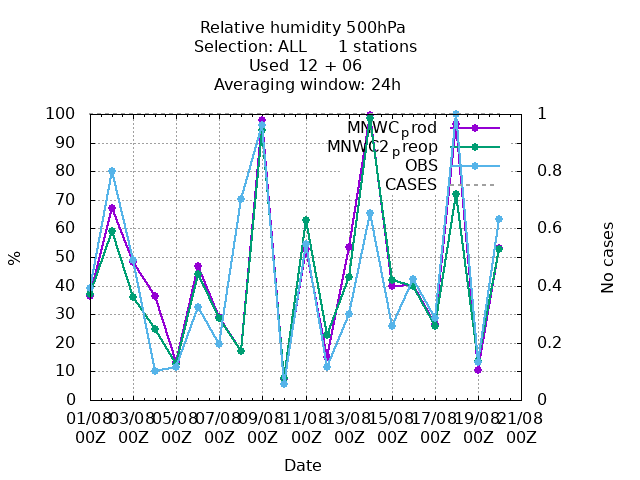 Relative humidity 500hPa
Selection: ALL 1 stations
Used 12 + 06
Averaging window: 24h
100
90
80
70
60
50
40
30
20
10
0
1
0.8
0.6
0.4
0.2
0
%
No cases
MNWCprod
MNWC2preop
OBS
CASES
01/08 03/08 05/08 07/08 09/08 11/08 13/08 15/08 17/08 19/08 21/08
00Z 00Z 00Z 00Z 00Z 00Z 00Z 00Z 00Z 00Z 00Z
Date